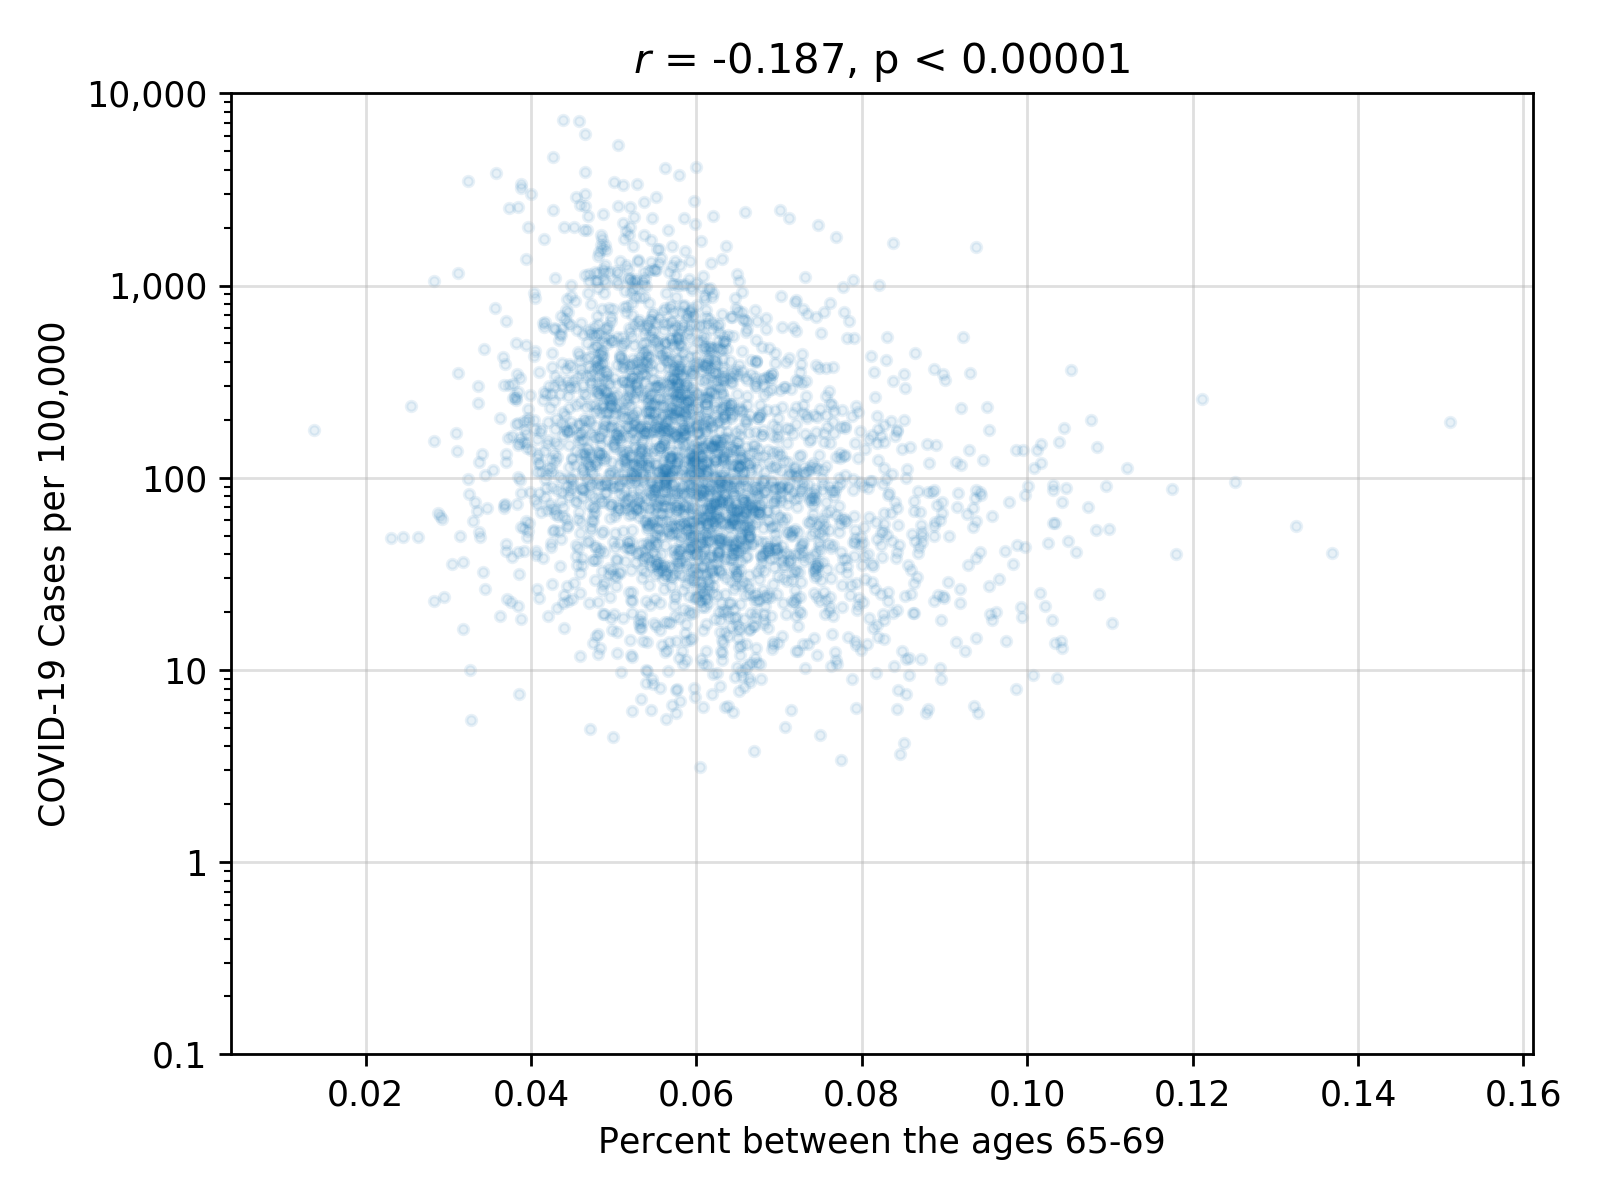 r = -0.187, p < 0.00001
10,000
1,000
100
10
1
0.1
COVID-19 Cases per 100,000
0.02 0.04 0.06 0.08 0.10 0.12 0.14 0.16
Percent between the ages 65-69